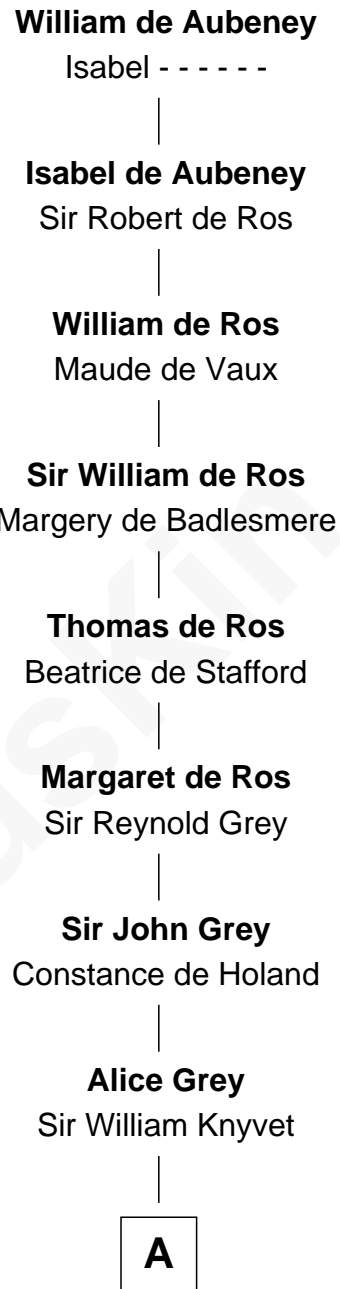 William de Aubeney
Isabel - - - - - -
Isabel de Aubeney
Sir Robert de Ros
William de Ros
Maude de Vaux
Sir William de Ros
Margery de Badlesmere
Thomas de Ros
Beatrice de Stafford
Margaret de Ros
Sir Reynold Grey
Sir John Grey
Constance de Holand
Alice Grey
Sir William Knyvet
A